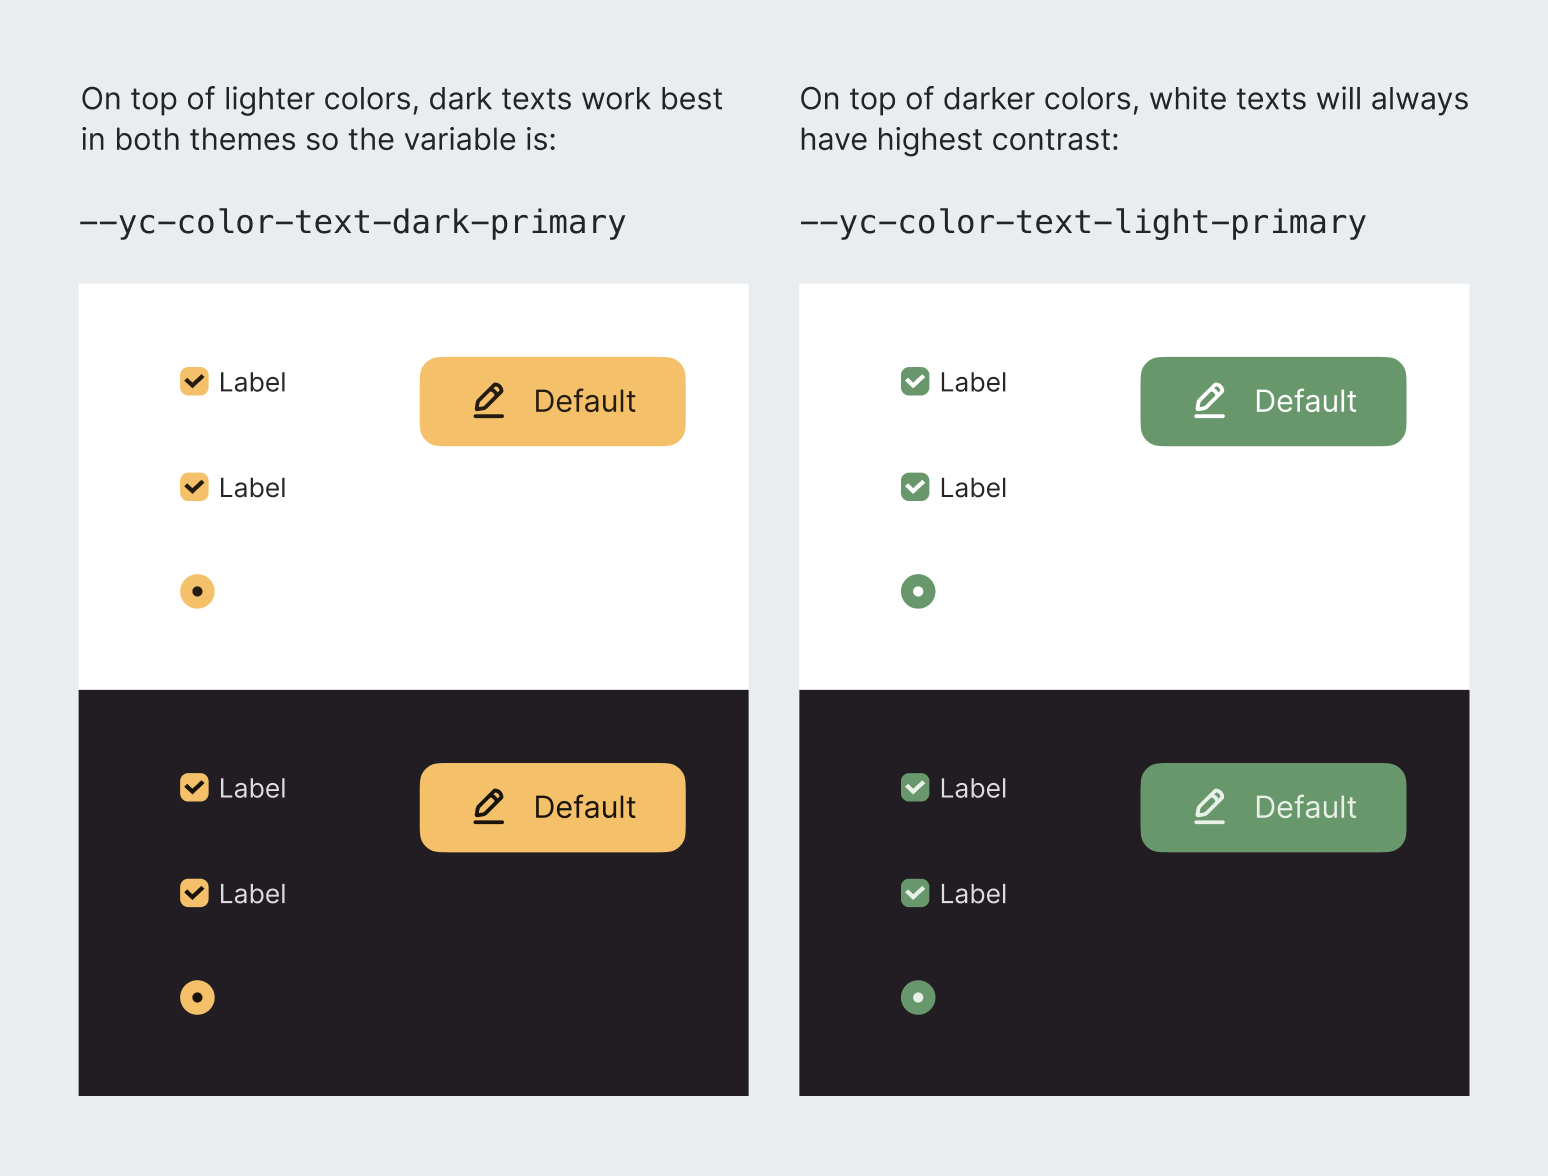 On top of lighter colors, dark texts work best
in both themes so the variable is:
--yc-color-text-dark-primary
Label
Default
Label
Label
Default
Label
On top of darker colors, white texts will always
have highest contrast:
--yc-color-text-light-primary
Label
Default
Label
Label
Default
Label